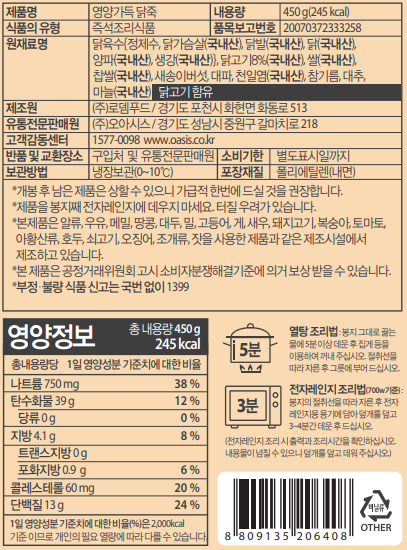 제품명 영양가득 닭죽 내용량 450 g(245 kcal)
식품의 유형 즉석조리식품 품목보고번호 20070372333258
원재료명 닭육수{정제수, 닭가슴살(국내산), 닭발(국내산), 닭(국내산),
양파(국내산), 생강(국내산)}, 닭고기8%(국내산), 쌀(국내산),
찹쌀(국내산), 새송이버섯, 대파, 천일염(국내산), 참기름, 대추,
마늘(국내산) 닭고기 함유
제조원 (주)로뎀푸드 / 경기도 포천시 화현면 화동로 513
유통전문판매원 (주)오아시스 / 경기도 성남시 중원구 갈마치로 218
고객감동센터 1577-0098 www.oasis.co.kr
반품 및 교환장소 구입처 및 유통전문판매원 소비기한 별도표시일까지
보관방법 냉장보관(0~10℃) 포장재질 폴리에틸렌(내면)
*개봉 후 남은 제품은 상할 수 있으니 가급적 한번에 드실 것을 권장합니다.
*제품을 봉지째 전자레인지에 데우지 마세요. 터질 우려가 있습니다.
*본제품은 알류, 우유, 메밀, 땅콩, 대두, 밀, 고등어, 게, 새우, 돼지고기, 복숭아, 토마토,
아황산류, 호두, 쇠고기, 오징어, 조개류, 잣을 사용한 제품과 같은 제조시설에서
제조하고 있습니다.
*본 제품은 공정거래위원회 고시 소비자분쟁해결기준에 의거 보상 받을 수 있습니다.
*부정·불량 식품 신고는 국번 없이 1399
영양정보 총 내용량 450 g
245 kcal
총내용량당 1일 영양성분 기준치에 대한 비율
나트륨 750 mg 38 %
탄수화물 39 g 12 %
당류 0 g 0 %
지방 4.1 g 8 %
트랜스지방 0 g
포화지방 0.9 g 6 %
콜레스테롤 60 mg 20 %
단백질 13 g 24 %
1일 영양성분 기준치에 대한 비율(%)은 2,000kcal
기준 이므로 개인의 필요 열량에 따라 다를 수 있습니다.
5분
열탕 조리법 : 봉지 그대로 끓는
물에 5분 이상 데운 후 집게 등을
이용하여 꺼내 주십시오. 절취선을
따라 자른 후 그릇에 부어 드십시오.
3분
전자레인지 조리법(700w기준) :
봉지의 절취선을 따라 자른 후 전자
레인지용 용기에 담아 덮개를 덮고
3~4분간 데운 후 드십시오.
(전자레인지 조리 시 출력과 조리시간을 확인하십시오.
내용물이 넘칠 수 있으니 덮개를 덮고 데워 주십시오.)
8 809135 206408
비닐류
OTHER